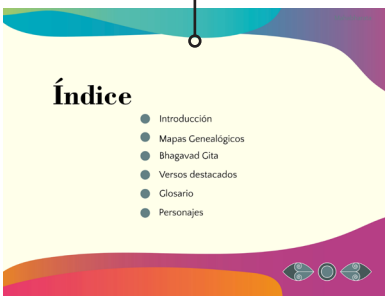 Índice
Introducción
Mapas Genealógicos
Bhagavad Gita
Versos destacados
Glosario
Personajes